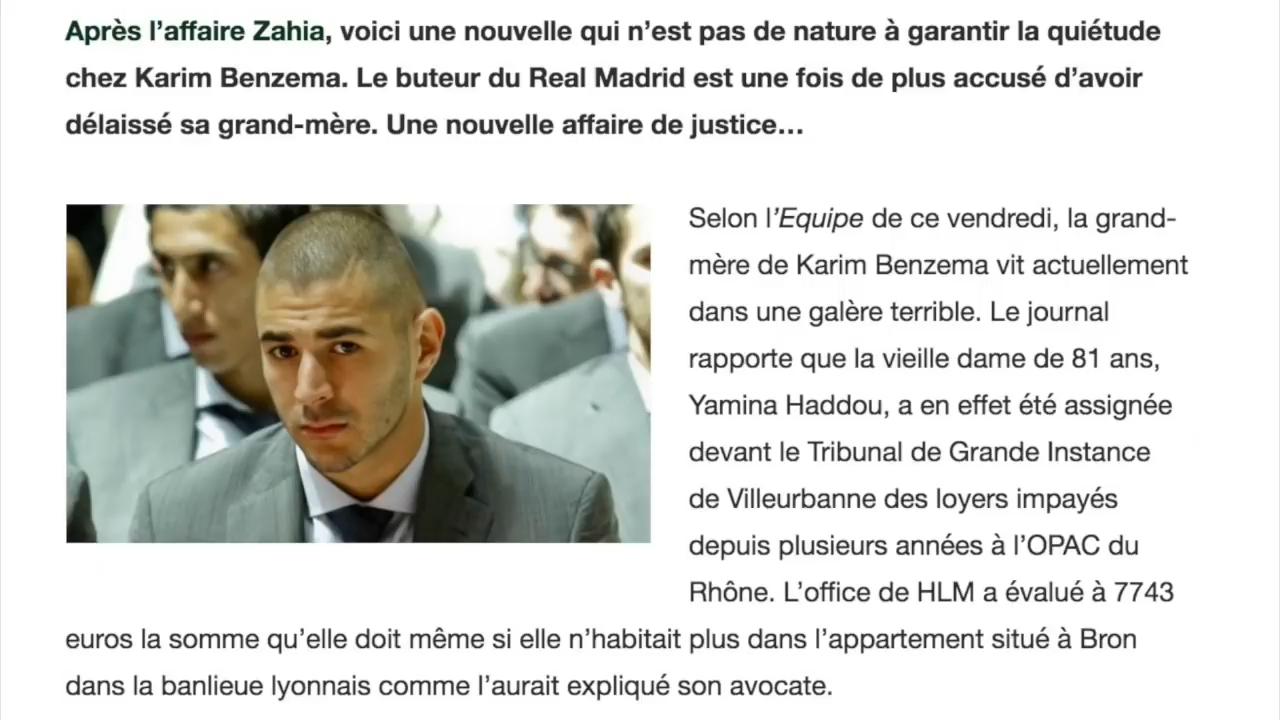 Après l’affaire Zahia, voici une nouvelle qui n’est pas de nature à garantir la quiétude
chez Karim Benzema. Le buteur du Real Madrid est une fois de plus accusé d’avoir
délaissé sa grand-mère. Une nouvelle affaire de justice…
Selon l’Equipe de ce vendredi, la grand-
mère de Karim Benzema vit actuellement
dans une galère terrible. Le journal
rapporte que la vieille dame de 81 ans,
Yamina Haddou, a en effet été assignée
devant le Tribunal de Grande Instance
de Villeurbanne des loyers impayés
depuis plusieurs années à l’OPAC du
Rhône. L’office de HLM a évalué à 7743
euros la somme qu’elle doit même si elle n’habitait plus dans l’appartement situé à Bron
dans la banlieue lyonnais comme l’aurait expliqué son avocate.